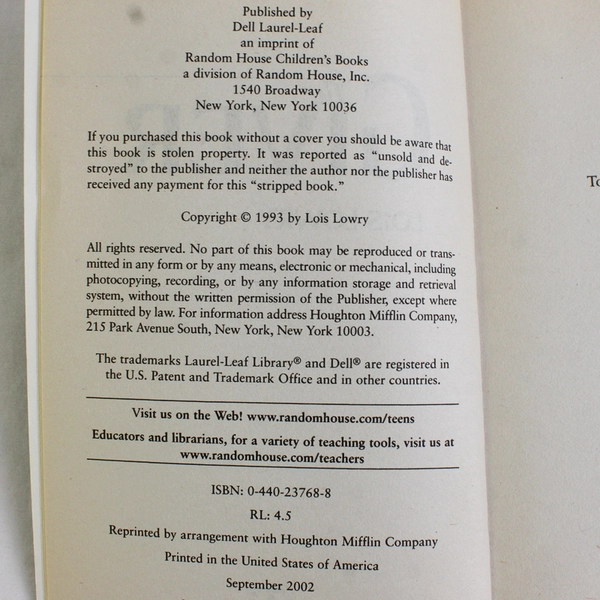 Published by
Dell Laurel-Leaf
an imprint of
Random House Children's Books
a division of Random House, Inc.
1540 Broadway
New York, New York 10036
If you purchased this book without a cover you should be aware that
this book is stolen property. It was reported as "unsold and de-
stroyed" to the publisher and neither the author nor the publisher has
received any payment for this "stripped book."
Copyright © 1993 by Lois Lowry
All rights reserved. No part of this book may be reproduced or trans-
mitted in any form or by any means, electronic or mechanical, including
photocopying, recording, or by any information storage and retrieval
system, without the written permission of the Publisher, except where
permitted by law. For information address Houghton Mifflin Company,
215 Park Avenue South, New York, New York 10003.
The trademarks Laurel-Leaf Library® and Dell® are registered in
the U.S. Patent and Trademark Office and in other countries.
Visit us on the Web! www.randomhouse.com/teens
Educators and librarians, for a variety of teaching tools, visit us at
www.randomhouse.com/teachers
ISBN: 0-440-23768-8
RL: 4.5
Reprinted by arrangement with Houghton Mifflin Company
Printed in the United States of America
September 2002